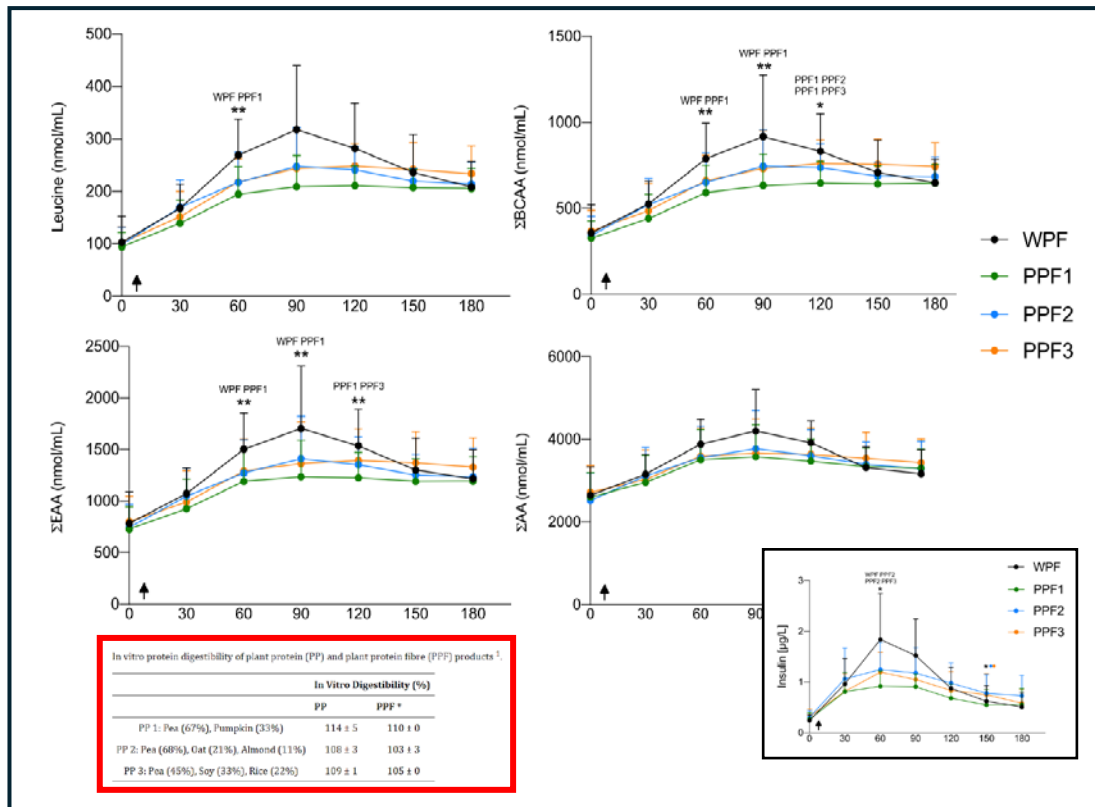 500
400
300
200
100
0
Leucine (nmol/mL)
WPF PPF1
**
0 30 60 90 120 150 180
1500
1000
500
0
ΣBCAA (nmol/mL)
WPF PPF1
**
WPF PPF1
**
PPF1 PPF2
PPF1 PPF3
*
0 30 60 90 120 150 180
WPF
PPF1
PPF2
PPF3
2500
2000
1500
1000
500
0
ΣEAA (nmol/mL)
WPF PPF1
**
WPF PPF1
**
PPF1 PPF3
**
0 30 60 90 120 150 180
6000
4000
2000
0
ΣAA (nmol/mL)
0 30 60
In vitro protein digestibility of plant protein (PP) and plant protein fibre (PPF) products ¹.
In Vitro Digestibility (%)
PP PPF *
PP 1: Pea (67%), Pumpkin (33%) 114 ± 5 110 ± 0
PP 2: Pea (68%), Oat (21%), Almond (11%) 108 ± 3 103 ± 3
PP 3: Pea (45%), Soy (33%), Rice (22%) 109 ± 1 105 ± 0
3
2
1
0
Insulin [µg/L]
WPF PPF2
PPF2 PPF3
*
0 30 60 90 120 150 180
WPF
PPF1
PPF2
PPF3